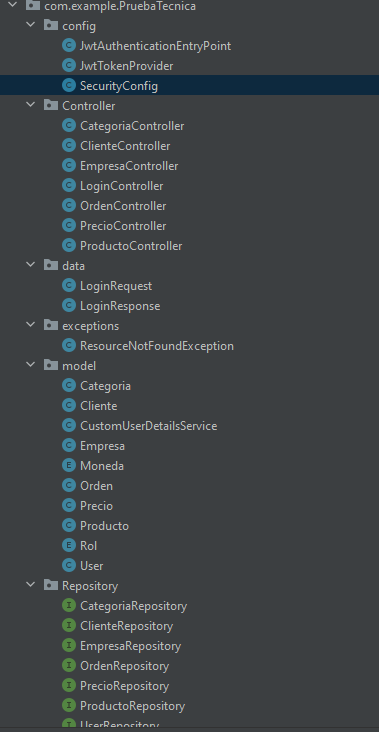 com.example.PruebaTecnica
config
JwtAuthenticationEntryPoint
JwtTokenProvider
SecurityConfig
Controller
CategoriaController
ClienteController
EmpresaController
LoginController
OrdenController
PrecioController
ProductoController
data
LoginRequest
LoginResponse
exceptions
ResourceNotFoundException
model
Categoria
Cliente
CustomUserDetailsService
Empresa
Moneda
Orden
Precio
Producto
Rol
User
Repository
CategoriaRepository
ClienteRepository
EmpresaRepository
OrdenRepository
PrecioRepository
ProductoRepository
UserRepository